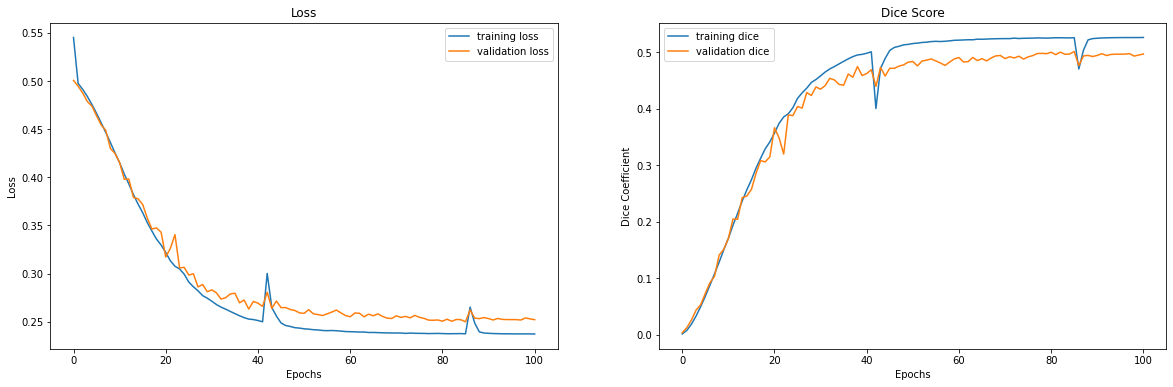 Loss
training loss
validation loss
0.55
0.50
0.45
0.40
0.35
0.30
0.25
Loss
0
20
40
60
80
100
Epochs
Dice Score
training dice
validation dice
0.5
0.4
0.3
0.2
0.1
0.0
Dice Coefficient
0
20
40
60
80
100
Epochs